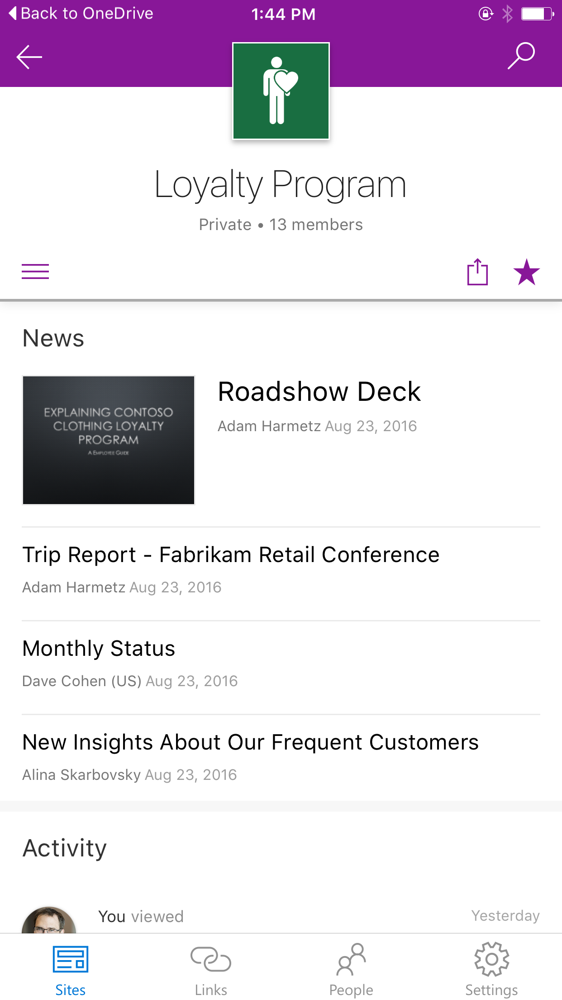 Back to OneDrive
1:44 PM
Loyalty Program
Private • 13 members
News
EXPLAINING CONTOSO
CLOTHING LOYALTY
PROGRAM
A EMPLOYEE GUIDE
Roadshow Deck
Adam Harmetz Aug 23, 2016
Trip Report - Fabrikam Retail Conference
Adam Harmetz Aug 23, 2016
Monthly Status
Dave Cohen (US) Aug 23, 2016
New Insights About Our Frequent Customers
Alina Skarbovsky Aug 23, 2016
Activity
You viewed
Yesterday
Sites
Links
People
Settings